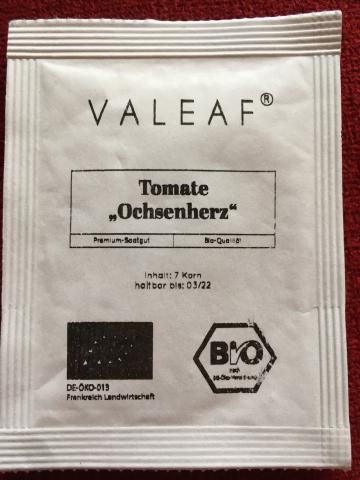 VALEAF®
Tomate
„Ochsenherz“
Premium-Saatgut
Bio-Qualität
Inhalt: 7 Korn
haltbar bis: 03/22
BIO
nach
DE-ÖKO-013
Frankreich Landwirtschaft